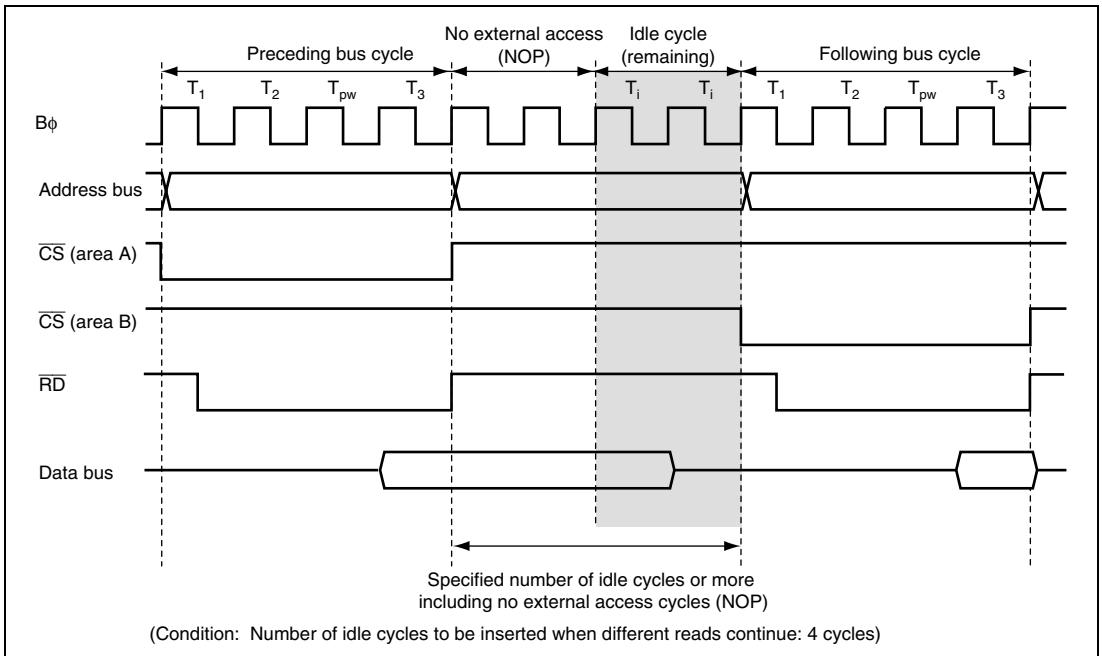 No external access (NOP)
Idle cycle (remaining)
Preceding bus cycle
Following bus cycle
T1 T2 Tpw T3 Ti Ti T1 T2 Tpw T3
Bϕ
Address bus
C̅S̅ (area A)
C̅S̅ (area B)
R̅D̅
Data bus
Specified number of idle cycles or more
including no external access cycles (NOP)
(Condition: Number of idle cycles to be inserted when different reads continue: 4 cycles)